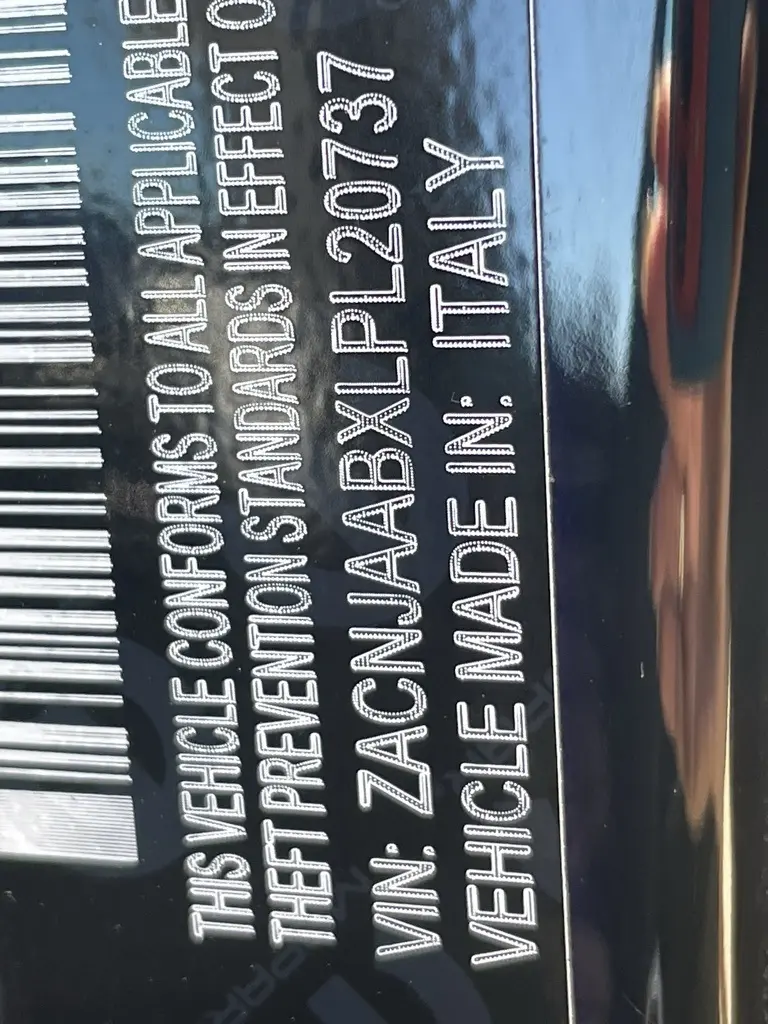 THIS VEHICLE CONFORMS TO ALL APPLICABLE
THEFT PREVENTION STANDARDS IN EFFECT O
VIN: ZACNJAABXLPL20737
VEHICLE MADE IN: ITALY